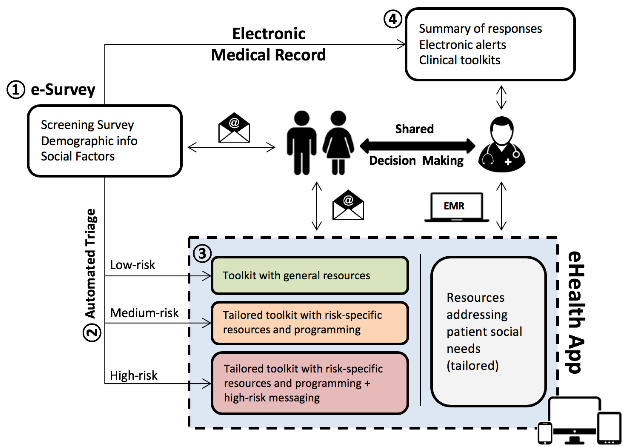 ④
Electronic
Medical Record
Summary of responses
Electronic alerts
Clinical toolkits
① e-Survey
Screening Survey
Demographic info
Social Factors
@
Shared
Decision Making
@
EMR
Automated Triage
②
③
Low-risk
Toolkit with general resources
Medium-risk
Tailored toolkit with risk-specific
resources and programming
High-risk
Tailored toolkit with risk-specific
resources and programming +
high-risk messaging
Resources
addressing
patient social
needs
(tailored)
eHealth App